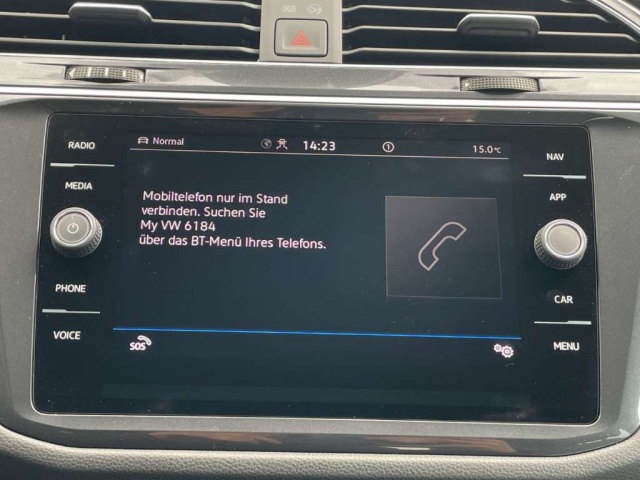 RADIO
MEDIA
PHONE
VOICE
Normal
14:23
1
15.0°C
Mobiltelefon nur im Stand
verbinden. Suchen Sie
My VW 6184
über das BT-Menü Ihres Telefons.
SOS
NAV
APP
CAR
MENU